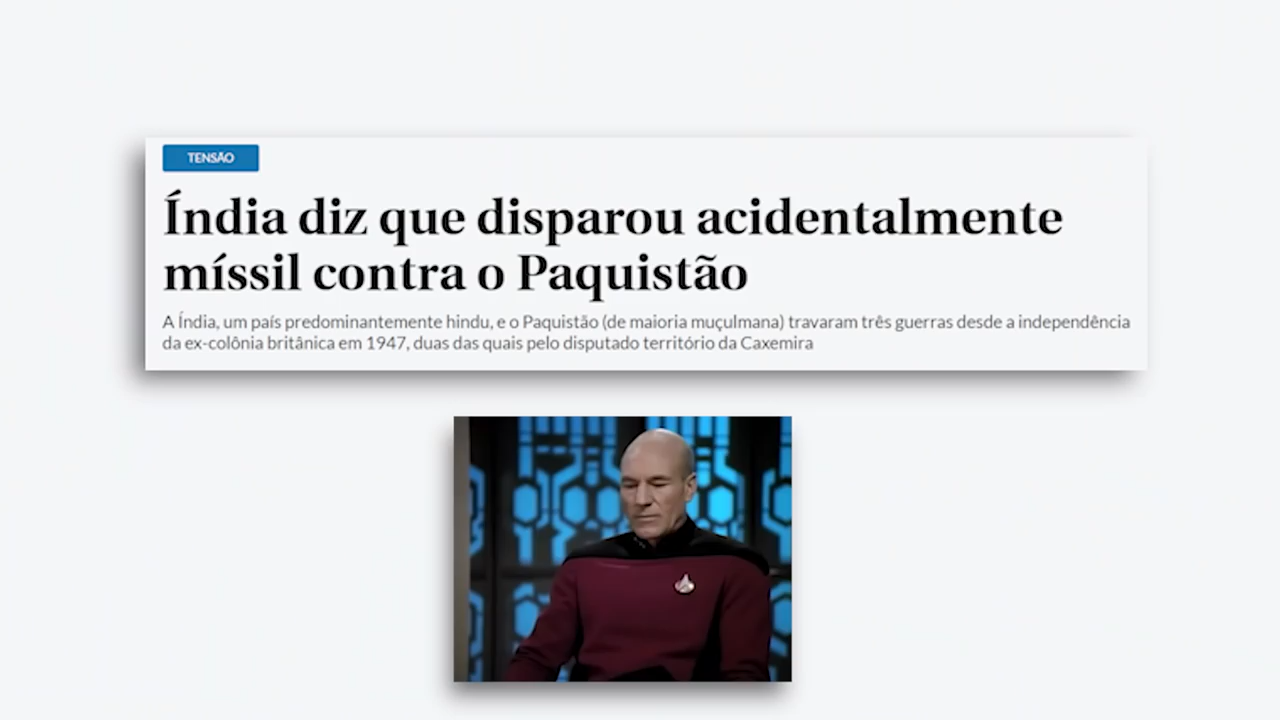 TENSÃO
Índia diz que disparou acidentalmente
míssil contra o Paquistão
A Índia, um país predominantemente hindu, e o Paquistão (de maioria muçulmana) travaram três guerras desde a independência
da ex-colônia britânica em 1947, duas das quais pelo disputado território da Caxemira